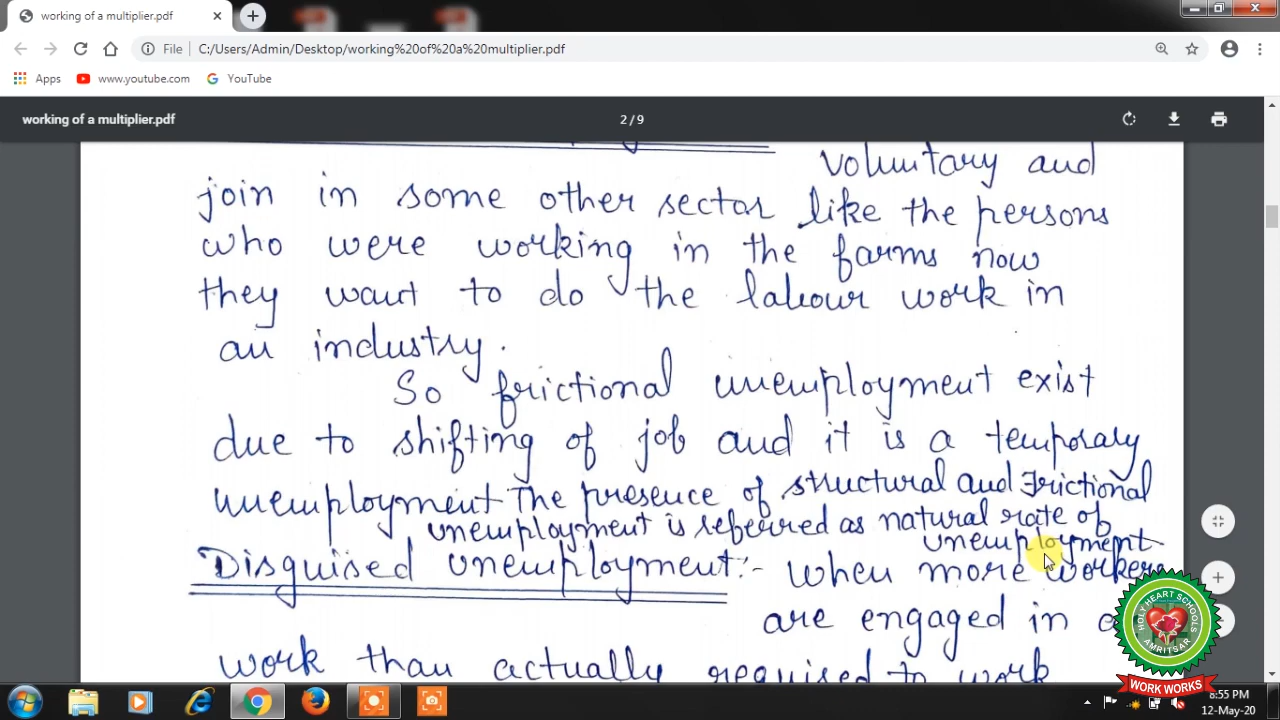 working of a multiplier.pdf
File C:/Users/Admin/Desktop/working%20of%20a%20multiplier.pdf
Apps www.youtube.com YouTube
working of a multiplier.pdf 2 / 9
voluntary and
join in some other sector like the persons
who were working in the farms now
they want to do the labour work in
an industry.
So frictional unemployment exist
due to shifting of job and it is a temporary
unemployment The presence of structural and Frictional
unemployment is referred as natural rate of
unemployment
Disguised unemployment:- When more workers
are engaged in a
work than actually required to work
HOLY HEART SCHOOLS
AMRITSAR
WORK WORKS
8:55 PM
12-May-20